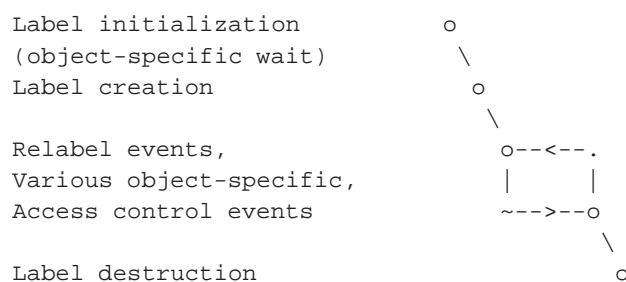 Label initialization          o
(object-specific wait)         \
Label creation                  o
                                 \
Relabel events,                   o--<--.
Various object-specific,          |     |
Access control events             ~-->--o
                                         \
Label destruction                         o